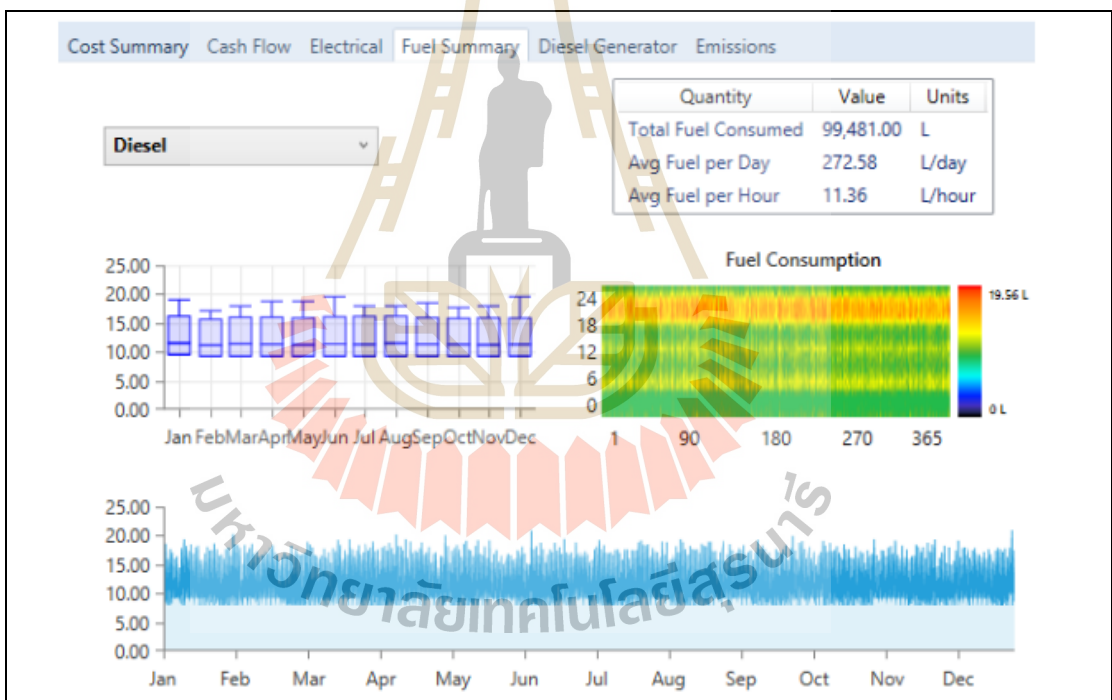 Cost Summary Cash Flow Electrical Fuel Summary Diesel Generator Emissions
Quantity Value Units
Total Fuel Consumed 99,481.00 L
Avg Fuel per Day 272.58 L/day
Avg Fuel per Hour 11.36 L/hour
Diesel
25.00
20.00
15.00
10.00
5.00
0.00
Jan Feb Mar Apr May Jun Jul Aug Sep Oct Nov Dec
Fuel Consumption
24
18
12
6
0
1 90 180 270 365
19.56 L
0 L
25.00
20.00
15.00
10.00
5.00
0.00
Jan Feb Mar Apr May Jun Jul Aug Sep Oct Nov Dec
มหาวิทยาลัยเทคโนโลยีสุรนารี